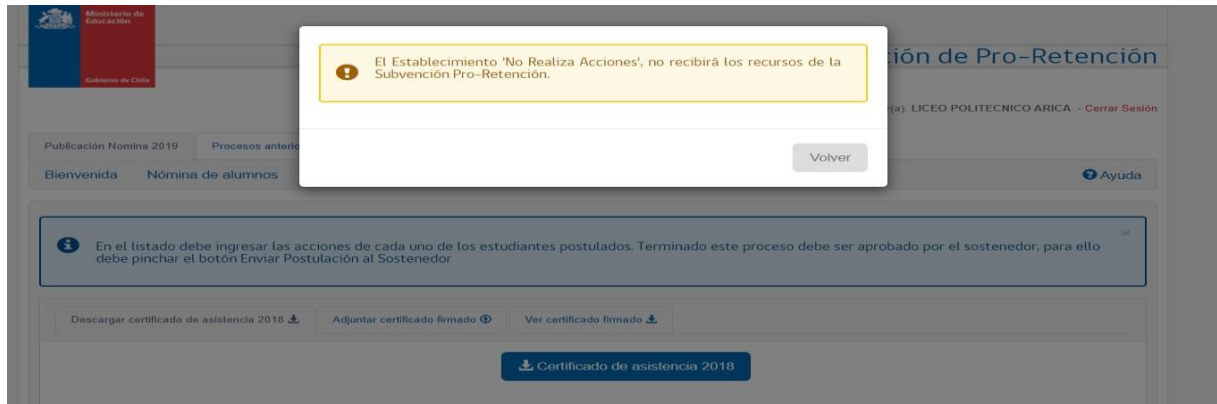 Ministerio de
Educación
Gobierno de Chile
El Establecimiento 'No Realiza Acciones', no recibirá los recursos de la
Subvención Pro-Retención.
Volver
ión de Pro-Retención
(a). LICEO POLITECNICO ARICA - Cerrar Sesión
Publicación Nomina 2019 Procesos anterio
Bienvenida Nómina de alumnos Ayuda
En el listado debe ingresar las acciones de cada uno de los estudiantes postulados. Terminado este proceso debe ser aprobado por el sostenedor, para ello
debe pinchar el botón Enviar Postulación al Sostenedor
Descargar certificado de asistencia 2018 Adjuntar certificado firmado Ver certificado firmado
Certificado de asistencia 2018